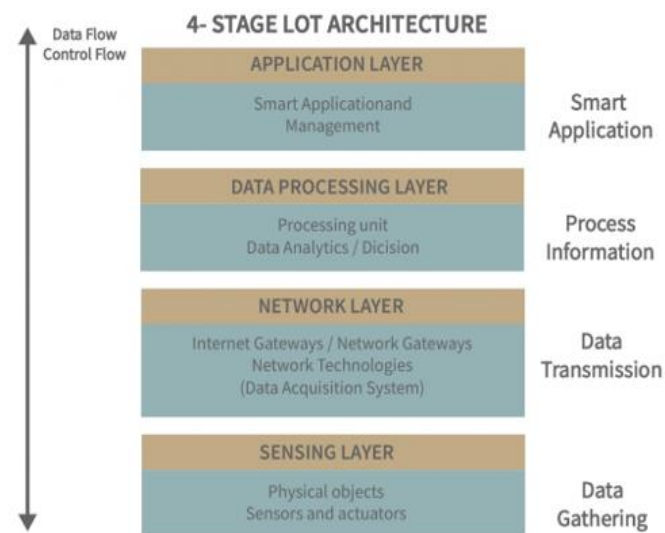 4- STAGE LOT ARCHITECTURE
Data Flow
Control Flow
APPLICATION LAYER
Smart Applicationand
Management
Smart
Application
DATA PROCESSING LAYER
Processing unit
Data Analytics / Dicision
Process
Information
NETWORK LAYER
Internet Gateways / Network Gateways
Network Technologies
(Data Acquisition System)
Data
Transmission
SENSING LAYER
Physical objects
Sensors and actuators
Data
Gathering